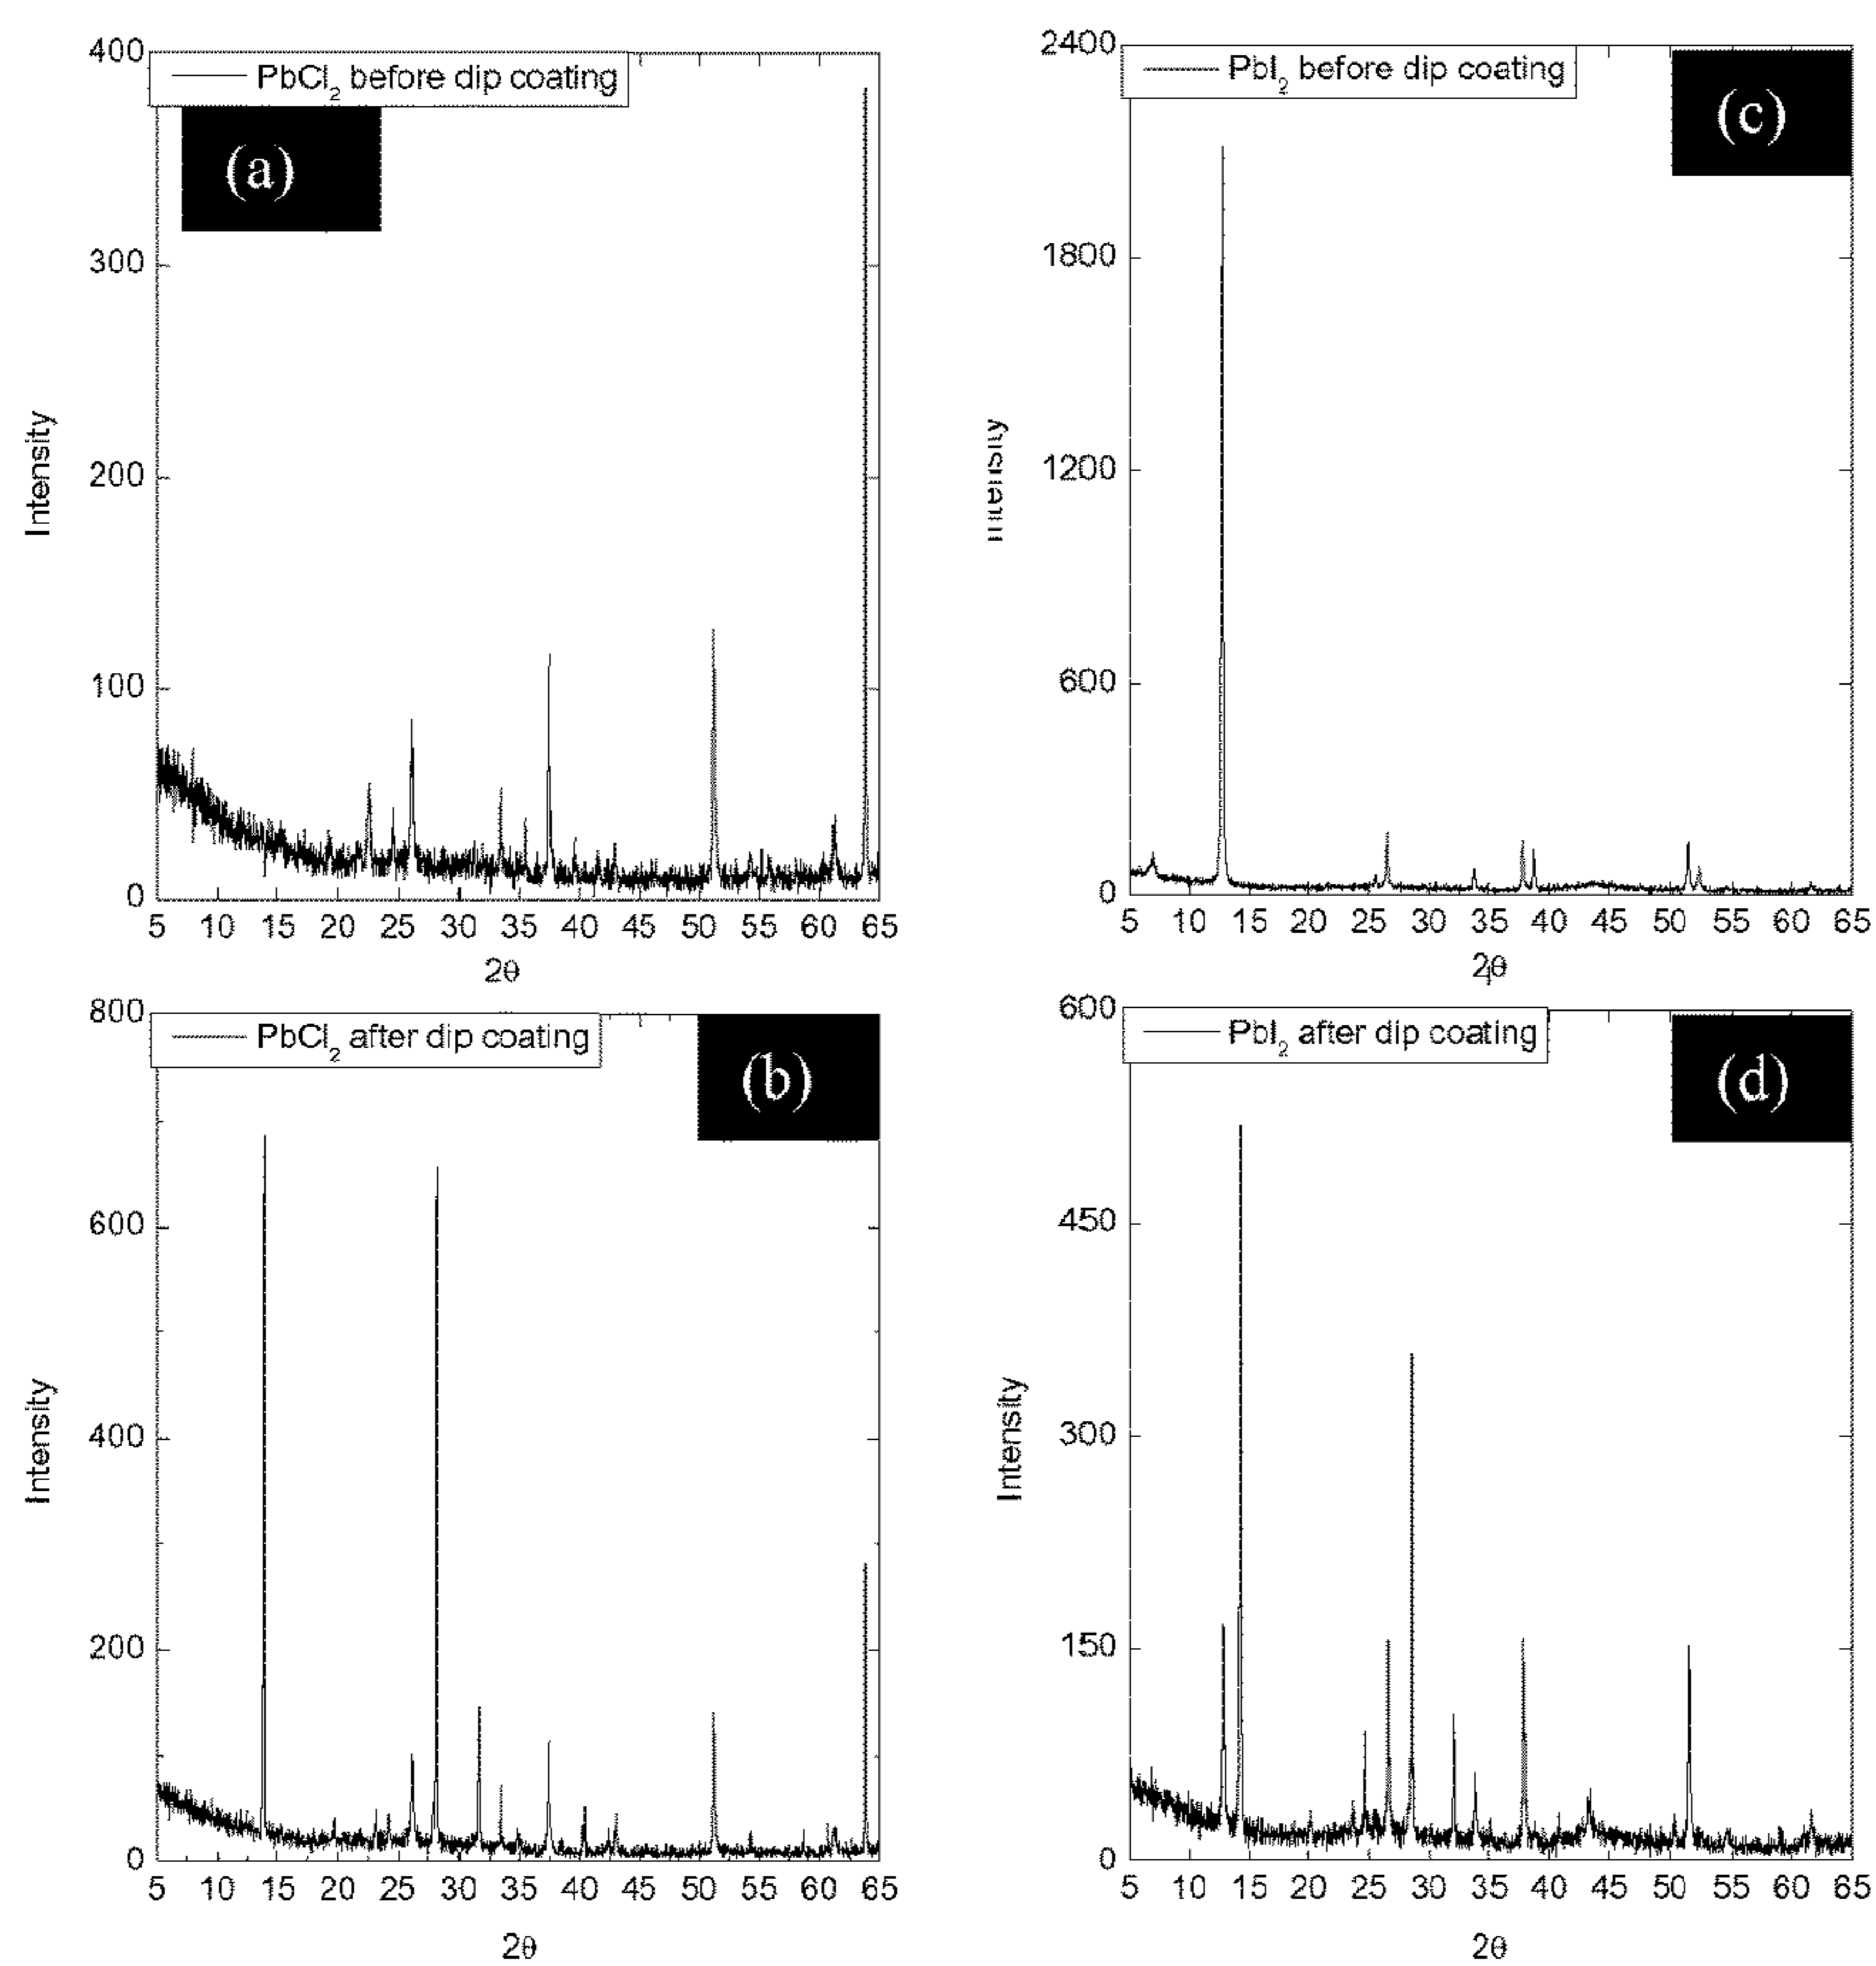 400
PbCl₂ before dip coating
(a)
300
200
100
0
Intensity
5 10 15 20 25 30 35 40 45 50 55 60 65
2θ
2400
PbI₂ before dip coating
(c)
1800
1200
600
0
Intensity
5 10 15 20 25 30 35 40 45 50 55 60 65
2θ
800
PbCl₂ after dip coating
(b)
600
400
200
0
Intensity
5 10 15 20 25 30 35 40 45 50 55 60 65
2θ
600
PbI₂ after dip coating
(d)
450
300
150
0
Intensity
5 10 15 20 25 30 35 40 45 50 55 60 65
2θ